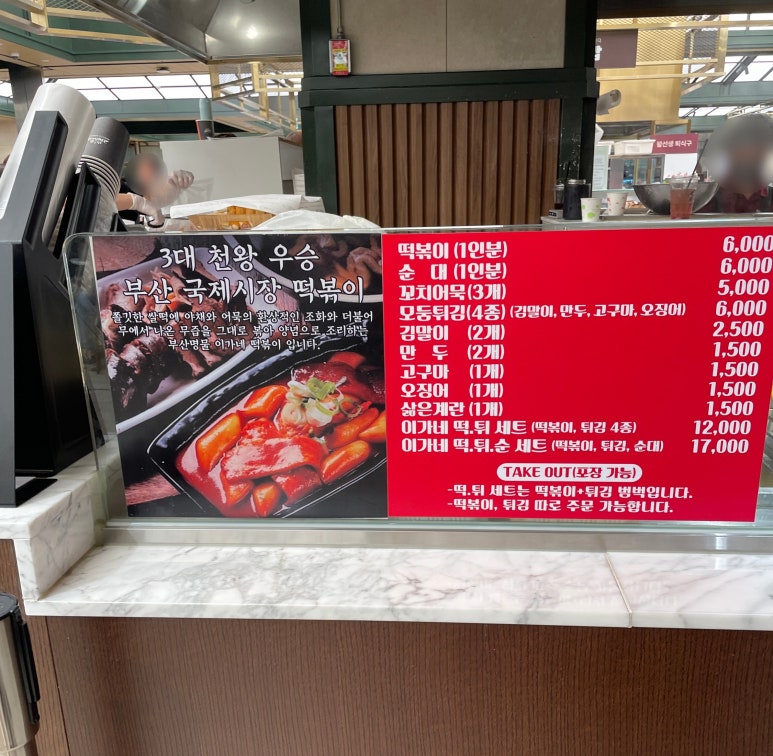 3대 천왕 우승
부산 국제시장 떡볶이
쫄깃한 쌀떡에 야채와 어묵의 환상적인 조화와 더불어
무에서 나온 무즙을 그대로 볶아 양념으로 조리하는
부산명물 이가네 떡볶이 입니다.
떡볶이 (1인분) 6,000
순 대 (1인분) 6,000
꼬치어묵(3개) 5,000
모둠튀김(4종) (김말이, 만두, 고구마, 오징어) 6,000
김말이 (2개) 2,500
만 두 (2개) 1,500
고구마 (1개) 1,500
오징어 (1개) 1,500
삶은계란 (1개) 1,500
이가네 떡.튀 세트 (떡볶이, 튀김 4종) 12,000
이가네 떡.튀.순 세트 (떡볶이, 튀김, 순대) 17,000
TAKE OUT(포장 가능)
-떡.튀 세트는 떡볶이+튀김 범벅입니다.
-떡볶이, 튀김 따로 주문 가능합니다.